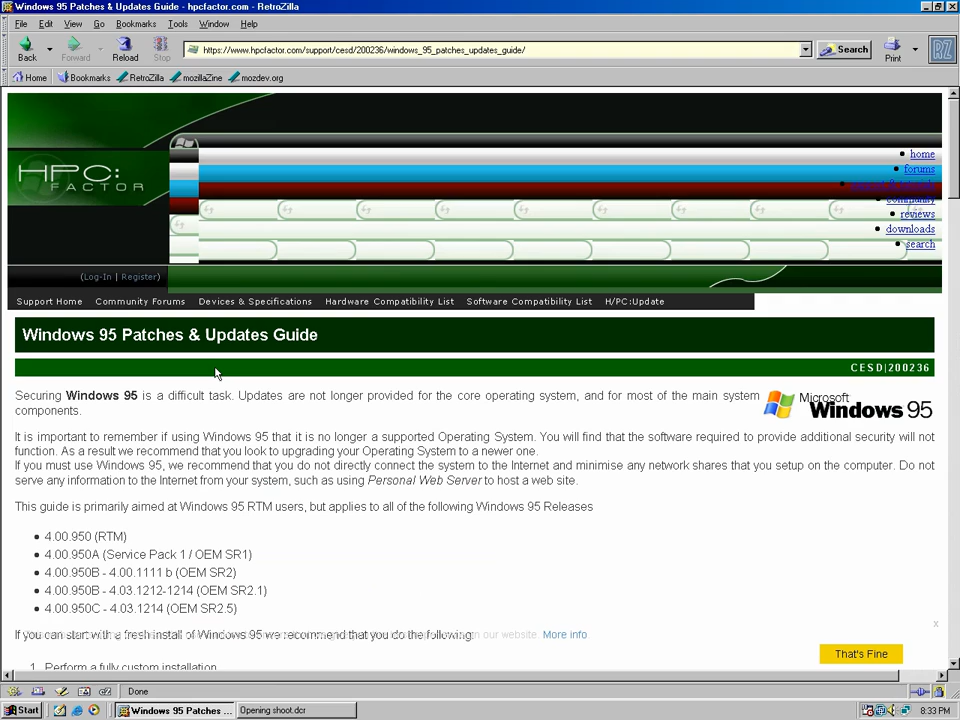 Windows 95 Patches & Updates Guide - hpcfactor.com - RetroZilla
File Edit View Go Bookmarks Tools Window Help
Back Forward Reload Stop https://www.hpcfactor.com/support/cesd/200236/windows_95_patches_updates_guide/ Search Print RZ
Home Bookmarks RetroZilla mozillaZine mozdev.org
home
forums
community
reviews
downloads
search
HPC:
FACTOR
(Log-In | Register)
Support Home Community Forums Devices & Specifications Hardware Compatibility List Software Compatibility List H/PC:Update
Windows 95 Patches & Updates Guide
CESD|200236
Securing Windows 95 is a difficult task. Updates are not longer provided for the core operating system, and for most of the main system
components.
Microsoft
Windows 95
It is important to remember if using Windows 95 that it is no longer a supported Operating System. You will find that the software required to provide additional security will not
function. As a result we recommend that you look to upgrading your Operating System to a newer one.
If you must use Windows 95, we recommend that you do not directly connect the system to the Internet and minimise any network shares that you setup on the computer. Do not
serve any information to the Internet from your system, such as using Personal Web Server to host a web site.
This guide is primarily aimed at Windows 95 RTM users, but applies to all of the following Windows 95 Releases
4.00.950 (RTM)
4.00.950A (Service Pack 1 / OEM SR1)
4.00.950B - 4.00.1111 b (OEM SR2)
4.00.950B - 4.03.1212-1214 (OEM SR2.1)
4.00.950C - 4.03.1214 (OEM SR2.5)
x
If you can start with a fresh install of Windows 95 we recommend that you do the following:
on our website. More info
That's Fine
1. Perform a fully custom installation
Done
Start Windows 95 Patches ... Opening shoot.dcr 8:33 PM